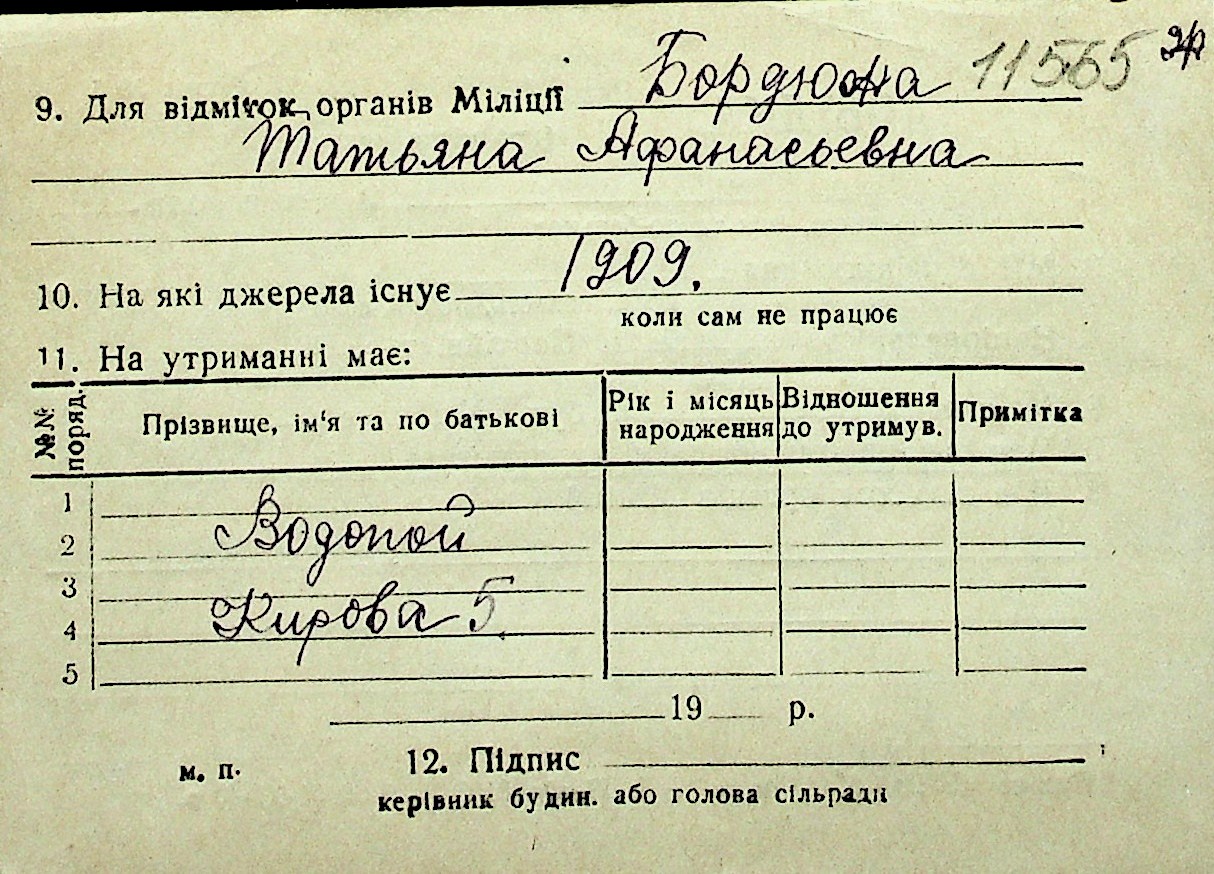 Бордюжа 11565
9. Для відміток органів Міліції
Татьяна Афанасьевна
1909.
10. На які джерела існує
коли сам не працює
11. На утриманні має:
№№ поряд. Прізвище, ім'я та по батькові Рік і місяць народження Відношення до утримув. Примітка
1
Водопой
2
3
Кирова 5
4
5
19 р.
м. п. 12. Підпис
керівник будин. або голова сільради